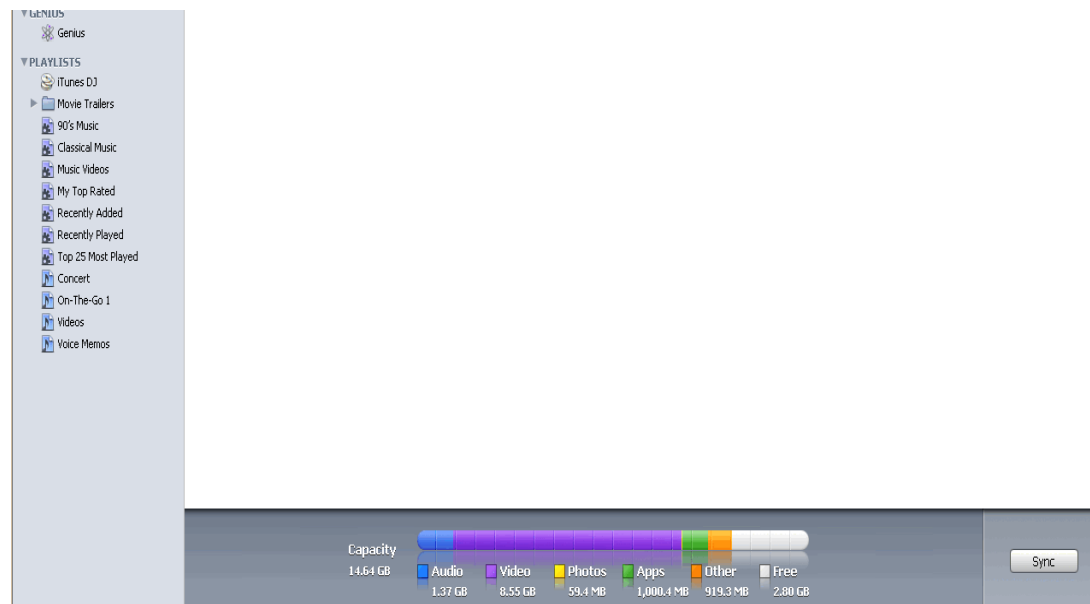 GENIUS
Genius
PLAYLISTS
iTunes DJ
Movie Trailers
90's Music
Classical Music
Music Videos
My Top Rated
Recently Added
Recently Played
Top 25 Most Played
Concert
On-The-Go 1
Videos
Voice Memos
Capacity
14.64 GB
Audio Video Photos Apps Other Free
1.37 GB 8.55 GB 59.4 MB 1,000.4 MB 919.3 MB 2.80 GB
Sync